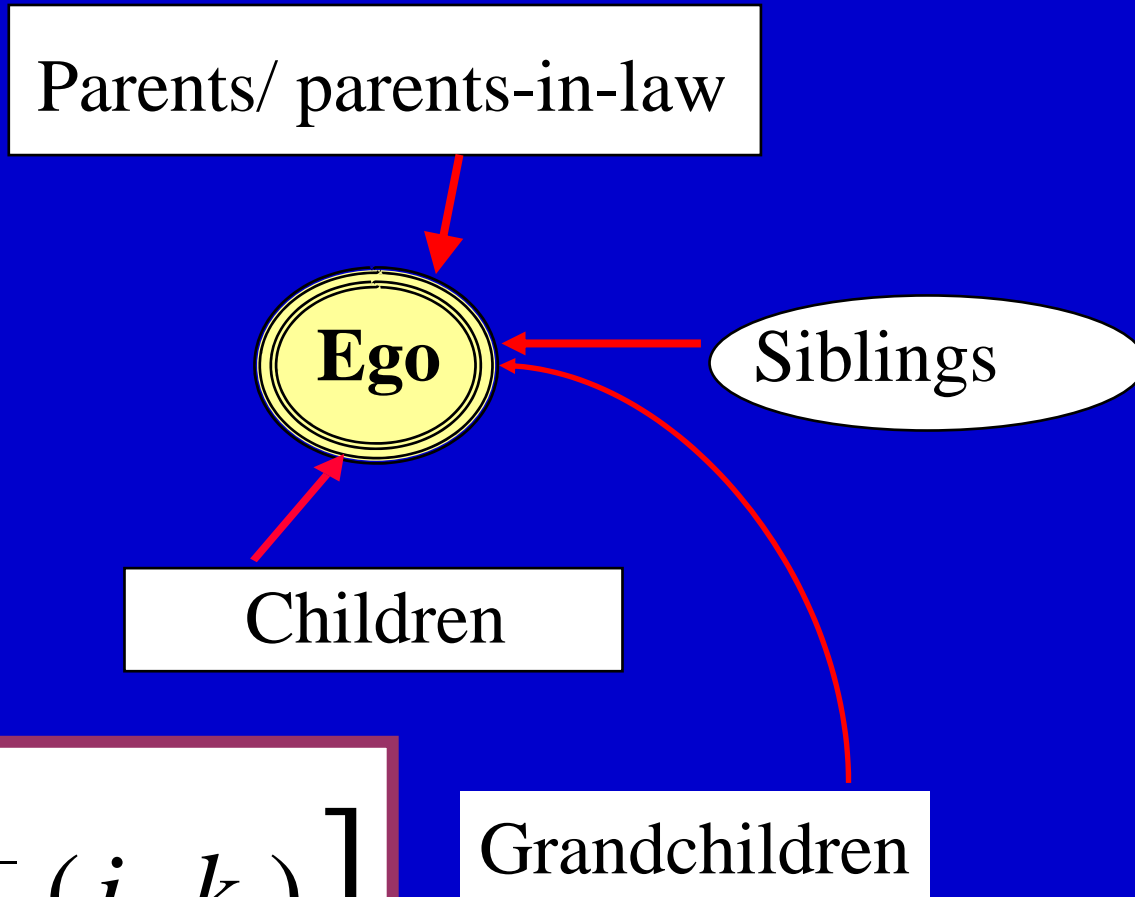 Parents/ parents-in-law
Ego
Siblings
Children
Grandchildren
( i , k ) ]